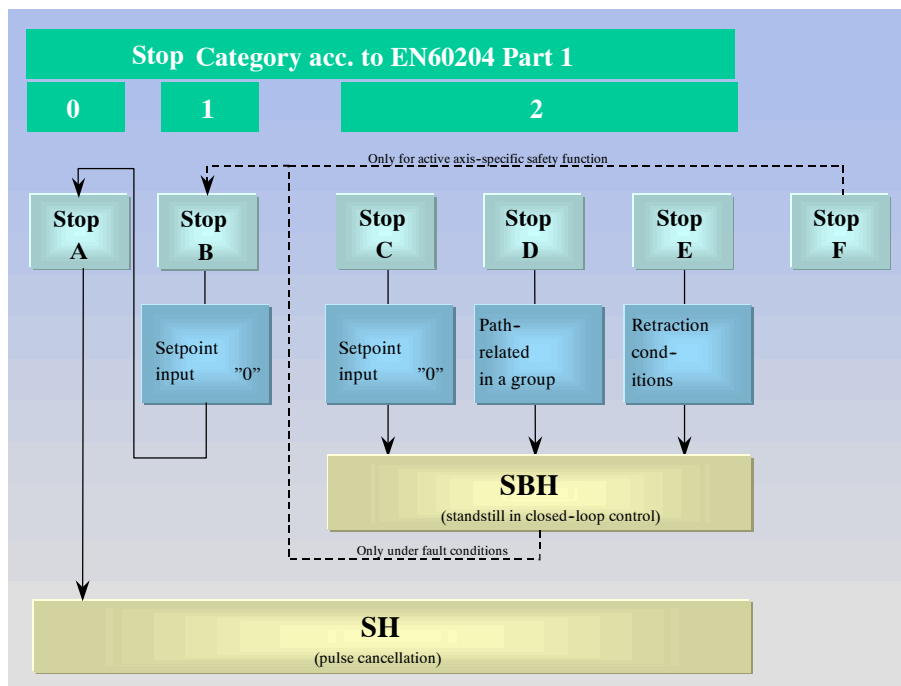 Stop Category acc. to EN60204 Part 1
0
1
2
Only for active axis-specific safety function
Stop
A
Stop
B
Stop
C
Stop
D
Stop
E
Stop
F
Setpoint
input ”0”
Setpoint
input ”0”
Path-
related
in a group
Retraction
cond-
itions
SBH
(standstill in closed-loop control)
Only under fault conditions
SH
(pulse cancellation)